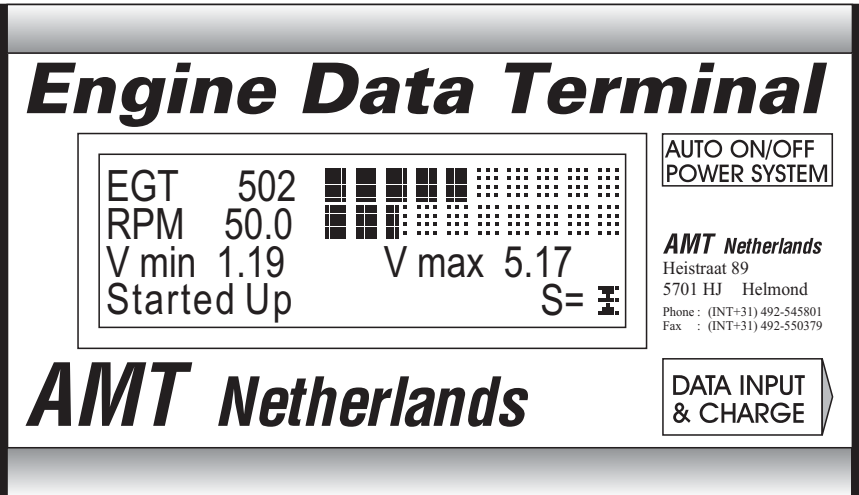 Engine Data Terminal
EGT 502
RPM 50.0
V min 1.19 V max 5.17
Started Up S=
AUTO ON/OFF
POWER SYSTEM
AMT Netherlands
Heistraat 89
5701 HJ Helmond
Phone : (INT+31) 492-545801
Fax : (INT+31) 492-550379
AMT Netherlands
DATA INPUT
& CHARGE